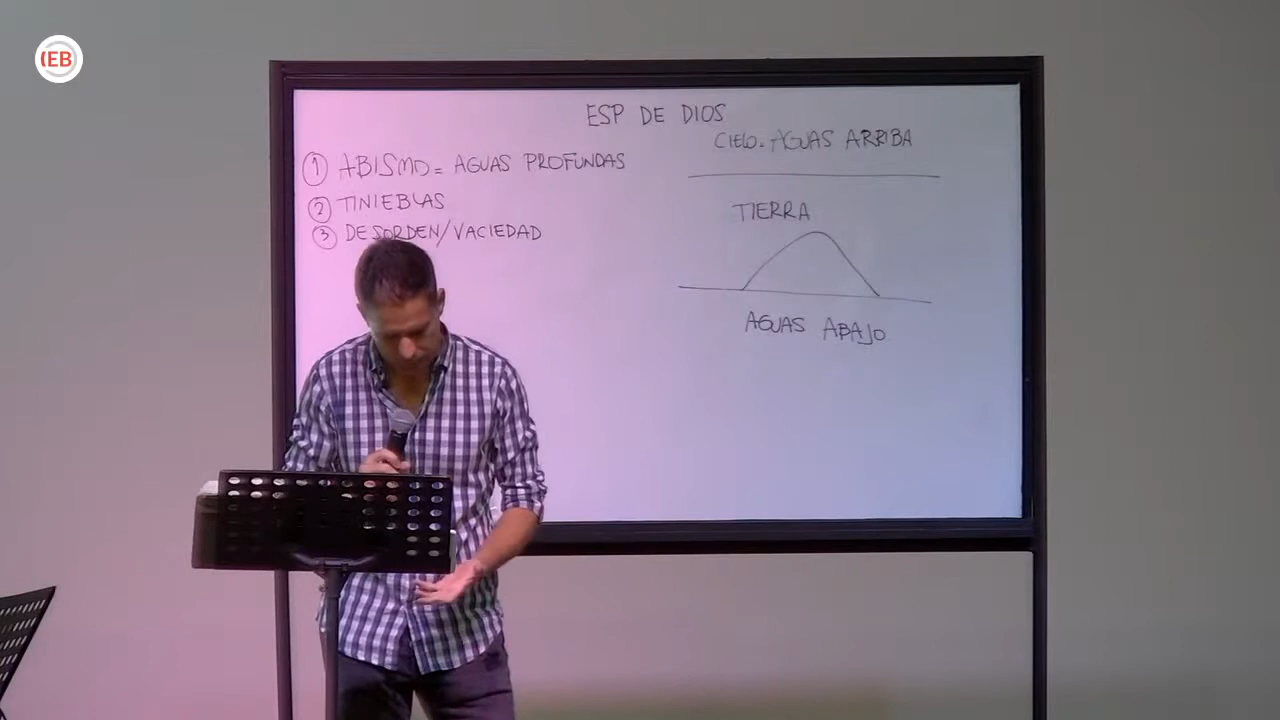 IEB
ESP DE DIOS
① ABISMO = AGUAS PROFUNDAS
② TINIEBLAS
③ DESORDEN/VACIEDAD
CIELO = AGUAS ARRIBA
TIERRA
AGUAS ABAJO